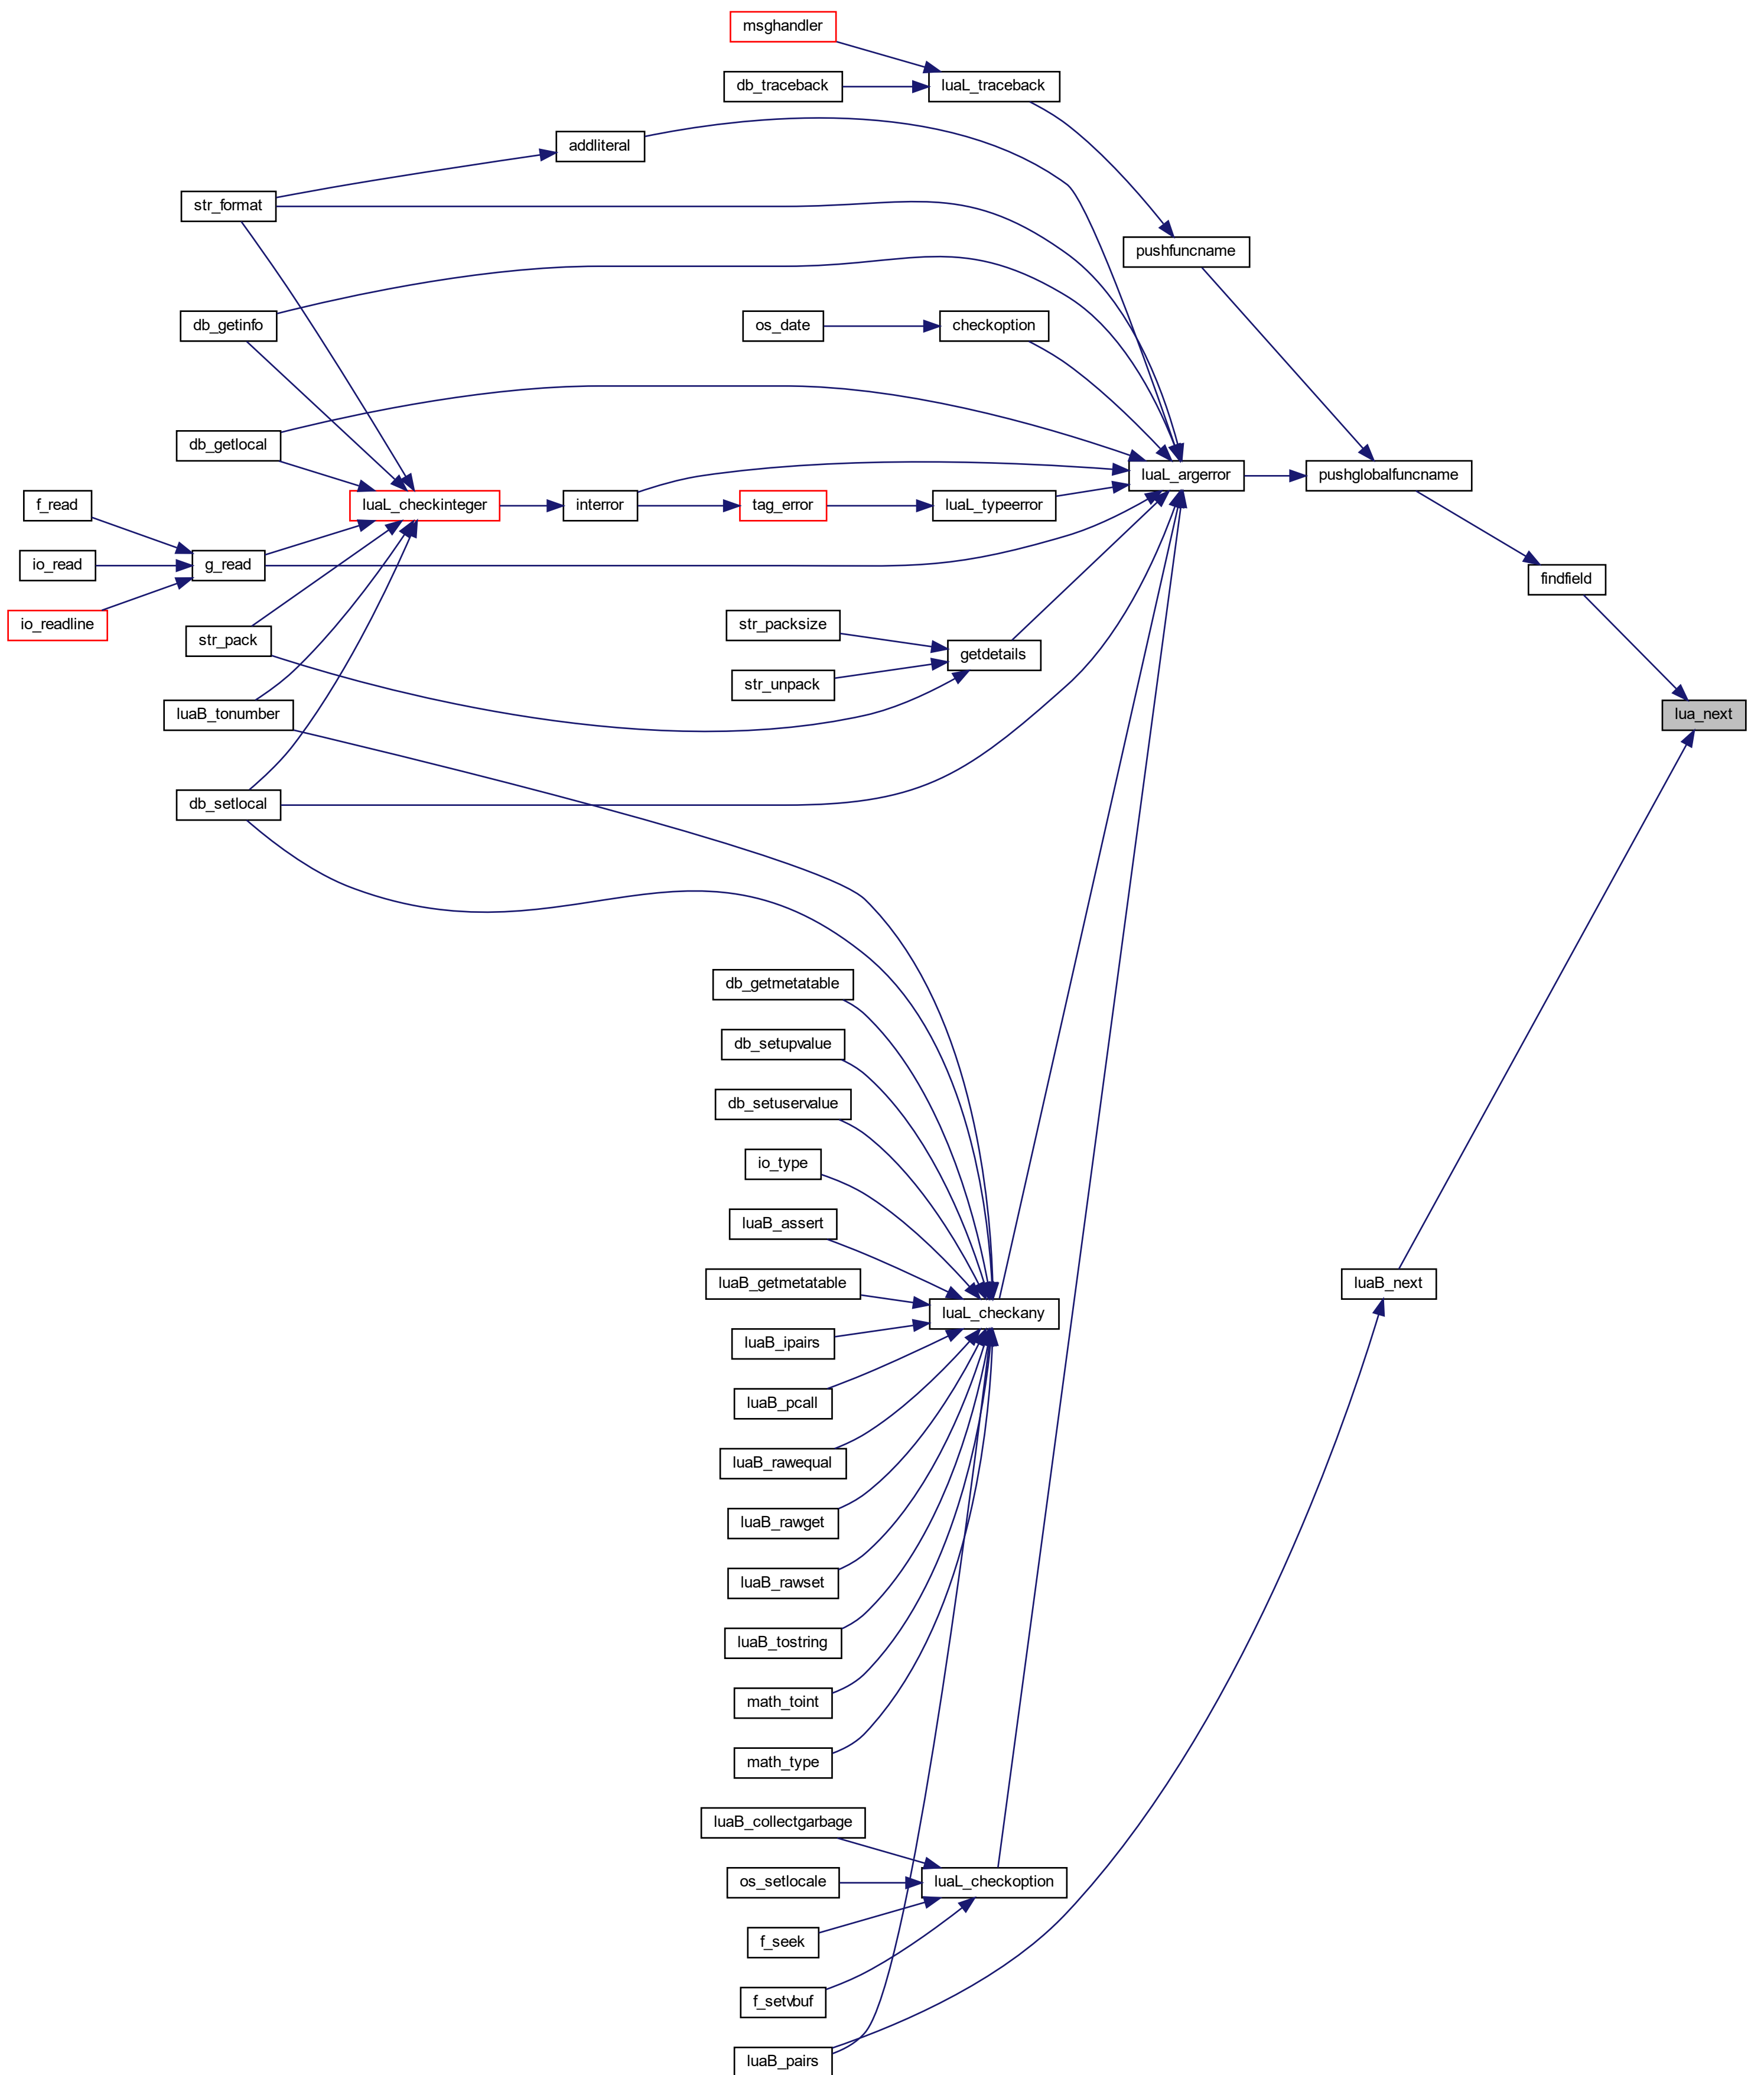 msghandler
db_traceback
luaL_traceback
addliteral
str_format
pushfuncname
db_getinfo
os_date
checkoption
db_getlocal
luaL_argerror
pushglobalfuncname
f_read
luaL_checkinteger
interror
tag_error
luaL_typeerror
io_read
g_read
findfield
io_readline
str_pack
str_packsize
getdetails
str_unpack
luaB_tonumber
lua_next
db_setlocal
db_getmetatable
db_setupvalue
db_setuservalue
io_type
luaB_assert
luaB_getmetatable
luaB_next
luaL_checkany
luaB_ipairs
luaB_pcall
luaB_rawequal
luaB_rawget
luaB_rawset
luaB_tostring
math_toint
math_type
luaB_collectgarbage
os_setlocale
luaL_checkoption
f_seek
f_setvbuf
luaB_pairs